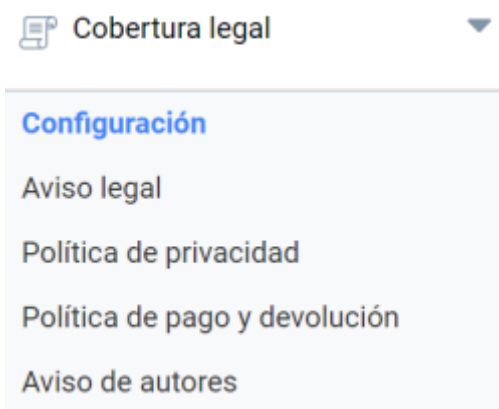 Cobertura legal
Configuración
Aviso legal
Política de privacidad
Política de pago y devolución
Aviso de autores